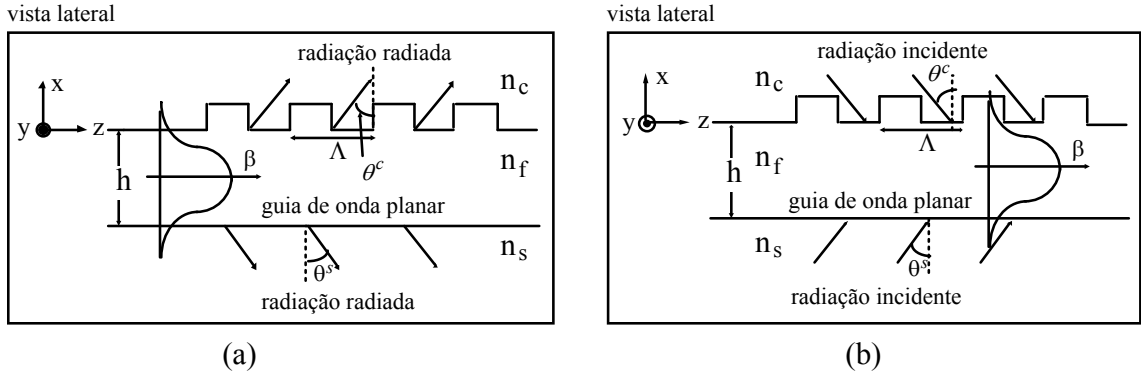 vista lateral
radiação radiada
x
n_c
y
z
Λ
θ^c
h
β
n_f
guia de onda planar
n_s
θ^s
radiação radiada
(a)
vista lateral
radiação incidente
θ^c
x
n_c
y
z
Λ
h
n_f
β
guia de onda planar
n_s
θ^s
radiação incidente
(b)